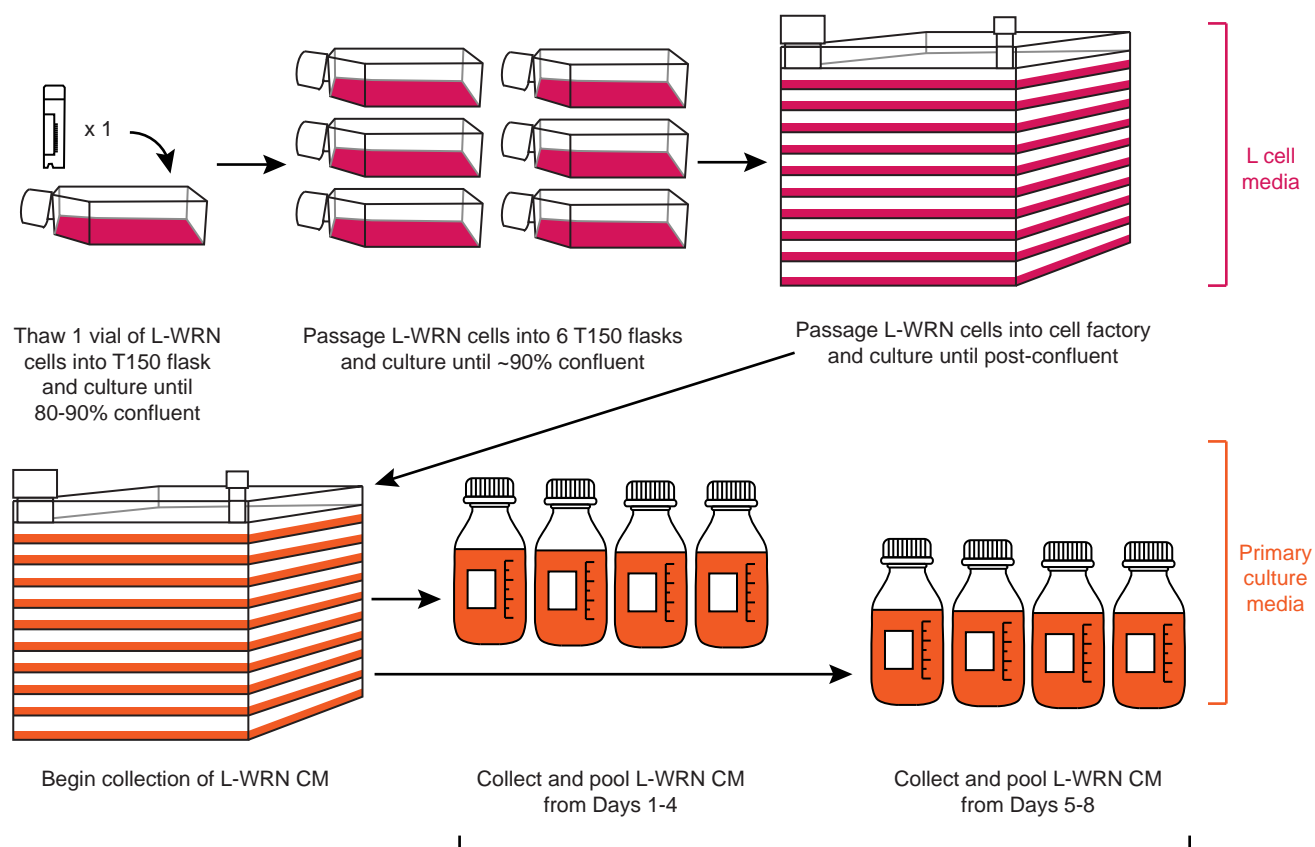 x 1
L cell
media
Thaw 1 vial of L-WRN
cells into T150 flask
and culture until
80-90% confluent
Passage L-WRN cells into 6 T150 flasks
and culture until ~90% confluent
Passage L-WRN cells into cell factory
and culture until post-confluent
Primary
culture
media
Begin collection of L-WRN CM
Collect and pool L-WRN CM
from Days 1-4
Collect and pool L-WRN CM
from Days 5-8